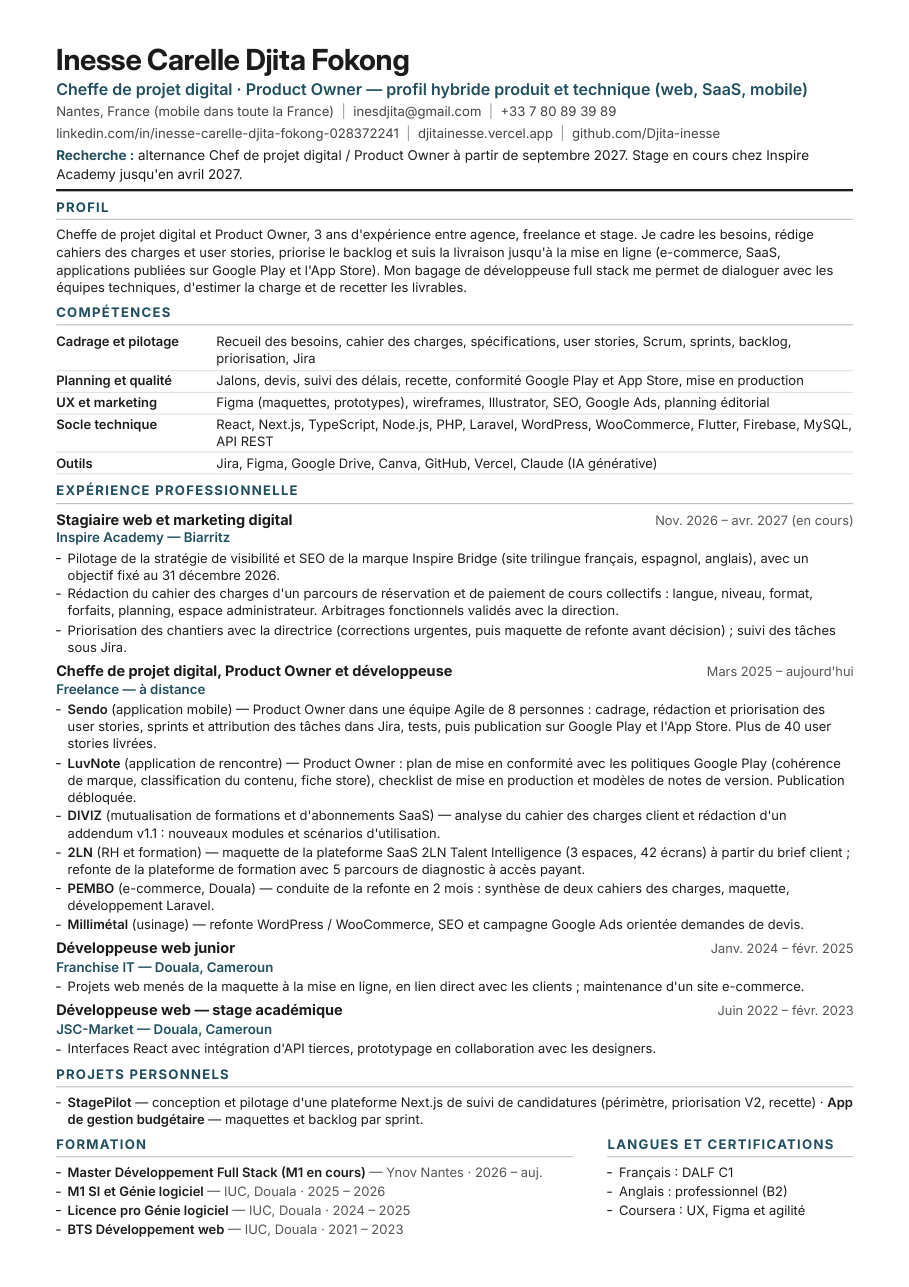 Inesse Carelle Djita Fokong
Cheffe de projet digital · Product Owner — profil hybride produit et technique (web, SaaS, mobile)
Nantes, France (mobile dans toute la France) | inesdjita@gmail.com | +33 7 80 89 39 89
linkedin.com/in/inesse-carelle-djita-fokong-028372241 | djitainesse.vercel.app | github.com/Djita-inesse
Recherche : alternance Chef de projet digital / Product Owner à partir de septembre 2027. Stage en cours chez Inspire
Academy jusqu'en avril 2027.
PROFIL
Cheffe de projet digital et Product Owner, 3 ans d'expérience entre agence, freelance et stage. Je cadre les besoins, rédige
cahiers des charges et user stories, priorise le backlog et suis la livraison jusqu'à la mise en ligne (e-commerce, SaaS,
applications publiées sur Google Play et l'App Store). Mon bagage de développeuse full stack me permet de dialoguer avec les
équipes techniques, d'estimer la charge et de recetter les livrables.
COMPÉTENCES
Cadrage et pilotage Recueil des besoins, cahier des charges, spécifications, user stories, Scrum, sprints, backlog,
priorisation, Jira
Planning et qualité Jalons, devis, suivi des délais, recette, conformité Google Play et App Store, mise en production
UX et marketing Figma (maquettes, prototypes), wireframes, Illustrator, SEO, Google Ads, planning éditorial
Socle technique React, Next.js, TypeScript, Node.js, PHP, Laravel, WordPress, WooCommerce, Flutter, Firebase, MySQL,
API REST
Outils Jira, Figma, Google Drive, Canva, GitHub, Vercel, Claude (IA générative)
EXPÉRIENCE PROFESSIONNELLE
Stagiaire web et marketing digital Nov. 2026 – avr. 2027 (en cours)
Inspire Academy — Biarritz
- Pilotage de la stratégie de visibilité et SEO de la marque Inspire Bridge (site trilingue français, espagnol, anglais), avec un
objectif fixé au 31 décembre 2026.
- Rédaction du cahier des charges d'un parcours de réservation et de paiement de cours collectifs : langue, niveau, format,
forfaits, planning, espace administrateur. Arbitrages fonctionnels validés avec la direction.
- Priorisation des chantiers avec la directrice (corrections urgentes, puis maquette de refonte avant décision) ; suivi des tâches
sous Jira.
Cheffe de projet digital, Product Owner et développeuse Mars 2025 – aujourd'hui
Freelance — à distance
- Sendo (application mobile) — Product Owner dans une équipe Agile de 8 personnes : cadrage, rédaction et priorisation des
user stories, sprints et attribution des tâches dans Jira, tests, puis publication sur Google Play et l'App Store. Plus de 40 user
stories livrées.
- LuvNote (application de rencontre) — Product Owner : plan de mise en conformité avec les politiques Google Play (cohérence
de marque, classification du contenu, fiche store), checklist de mise en production et modèles de notes de version. Publication
débloquée.
- DIVIZ (mutualisation de formations et d'abonnements SaaS) — analyse du cahier des charges client et rédaction d'un
addendum v1.1 : nouveaux modules et scénarios d'utilisation.
- 2LN (RH et formation) — maquette de la plateforme SaaS 2LN Talent Intelligence (3 espaces, 42 écrans) à partir du brief client ;
refonte de la plateforme de formation avec 5 parcours de diagnostic à accès payant.
- PEMBO (e-commerce, Douala) — conduite de la refonte en 2 mois : synthèse de deux cahiers des charges, maquette,
développement Laravel.
- Millimétal (usinage) — refonte WordPress / WooCommerce, SEO et campagne Google Ads orientée demandes de devis.
Développeuse web junior Janv. 2024 – févr. 2025
Franchise IT — Douala, Cameroun
- Projets web menés de la maquette à la mise en ligne, en lien direct avec les clients ; maintenance d'un site e-commerce.
Développeuse web — stage académique Juin 2022 – févr. 2023
JSC-Market — Douala, Cameroun
- Interfaces React avec intégration d'API tierces, prototypage en collaboration avec les designers.
PROJETS PERSONNELS
- StagePilot — conception et pilotage d'une plateforme Next.js de suivi de candidatures (périmètre, priorisation V2, recette) · App
de gestion budgétaire — maquettes et backlog par sprint.
FORMATION
- Master Développement Full Stack (M1 en cours) — Ynov Nantes · 2026 – auj.
- M1 SI et Génie logiciel — IUC, Douala · 2025 – 2026
- Licence pro Génie logiciel — IUC, Douala · 2024 – 2025
- BTS Développement web — IUC, Douala · 2021 – 2023
LANGUES ET CERTIFICATIONS
- Français : DALF C1
- Anglais : professionnel (B2)
- Coursera : UX, Figma et agilité